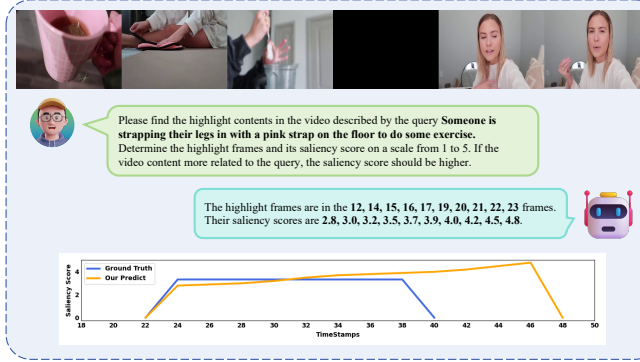 Please find the highlight contents in the video described by the query Someone is
strapping their legs in with a pink strap on the floor to do some exercise.
Determine the highlight frames and its saliency score on a scale from 1 to 5. If the
video content more related to the query, the saliency score should be higher.
The highlight frames are in the 12, 14, 15, 16, 17, 19, 20, 21, 22, 23 frames.
Their saliency scores are 2.8, 3.0, 3.2, 3.5, 3.7, 3.9, 4.0, 4.2, 4.5, 4.8.
Saliency Score
4
2
0
Ground Truth
Our Predict
18 20 22 24 26 28 30 32 34 36 38 40 42 44 46 48 50
TimeStamps